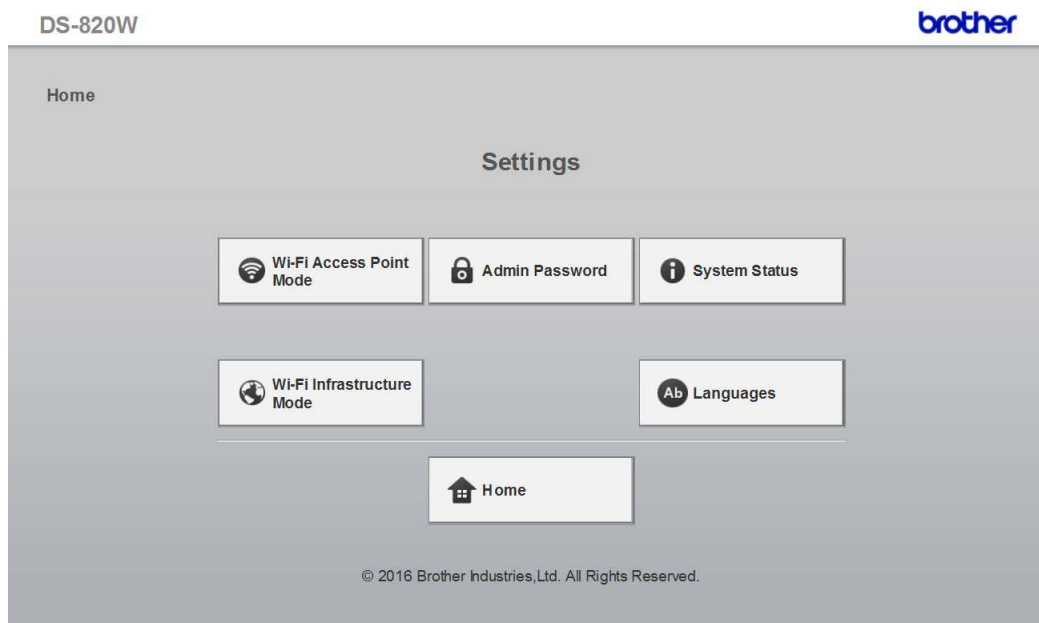 DS-820W
brother
Home
Settings
Wi-Fi Access Point
Mode
Admin Password
System Status
Wi-Fi Infrastructure
Mode
Ab
Languages
Home
© 2016 Brother Industries,Ltd. All Rights Reserved.